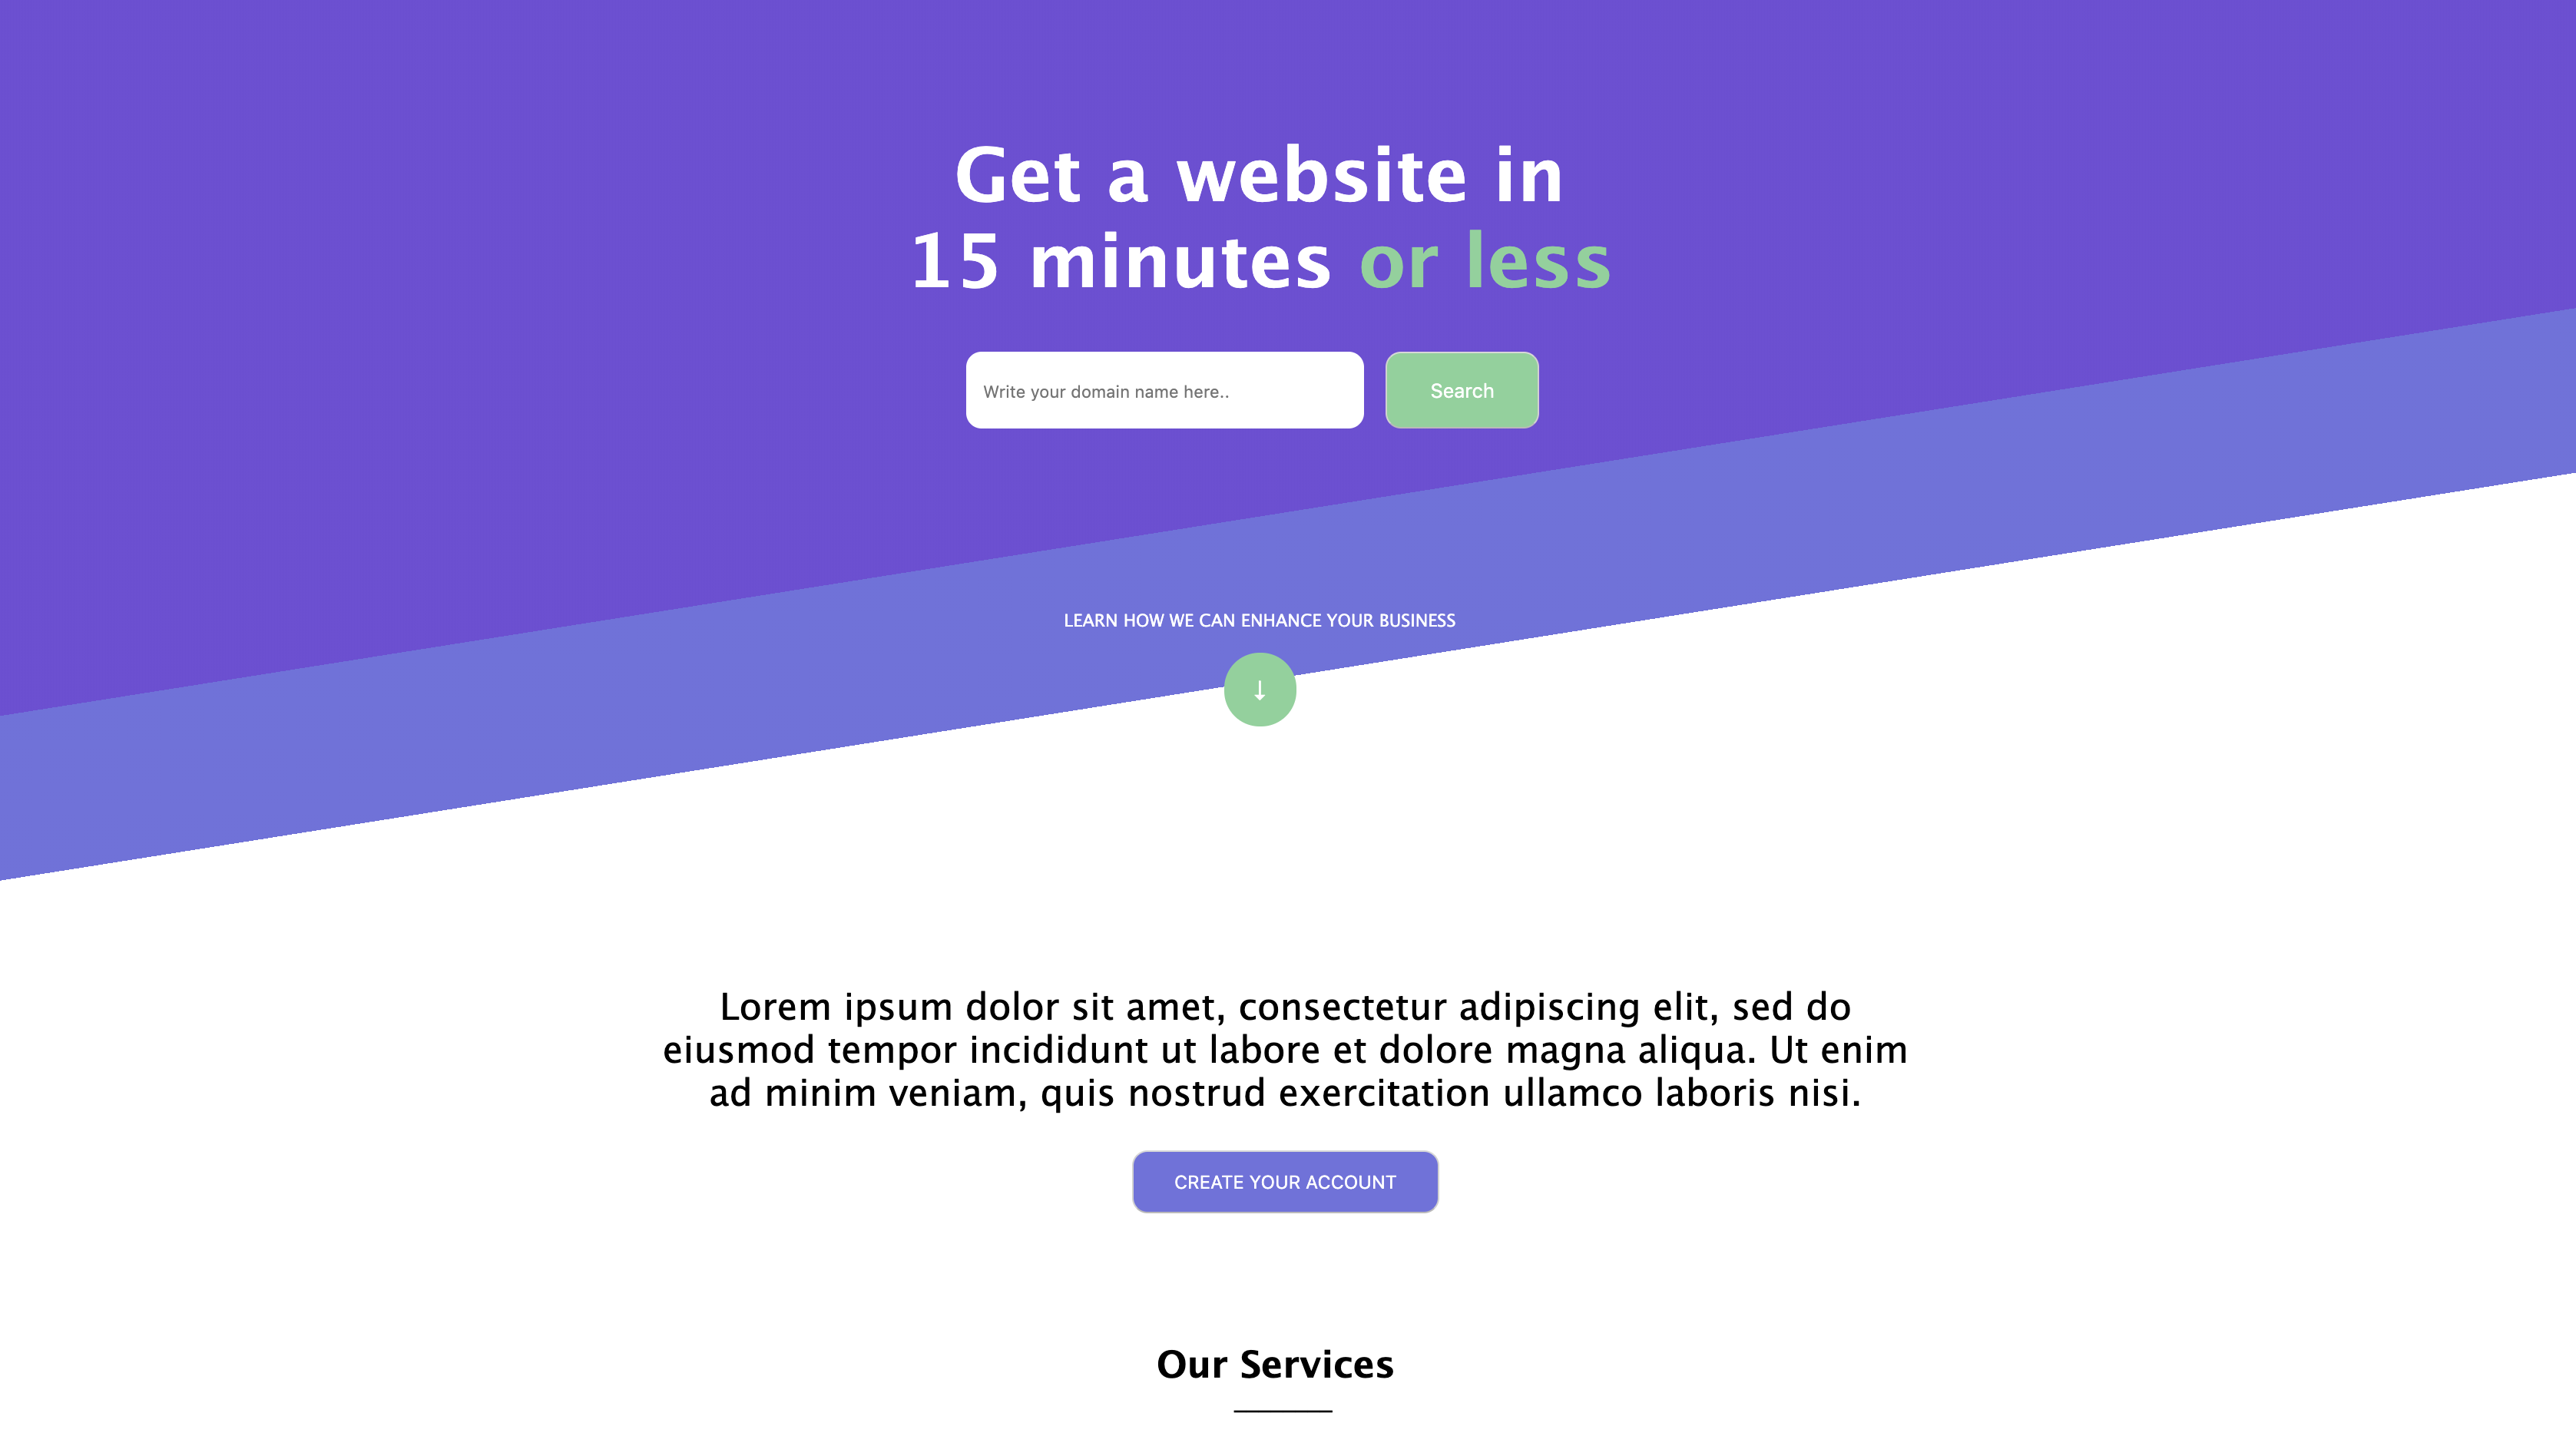 Get a website in
15 minutes or less
Write your domain name here..
Search
LEARN HOW WE CAN ENHANCE YOUR BUSINESS
↓
Lorem ipsum dolor sit amet, consectetur adipiscing elit, sed do
eiusmod tempor incididunt ut labore et dolore magna aliqua. Ut enim
ad minim veniam, quis nostrud exercitation ullamco laboris nisi.
CREATE YOUR ACCOUNT
Our Services